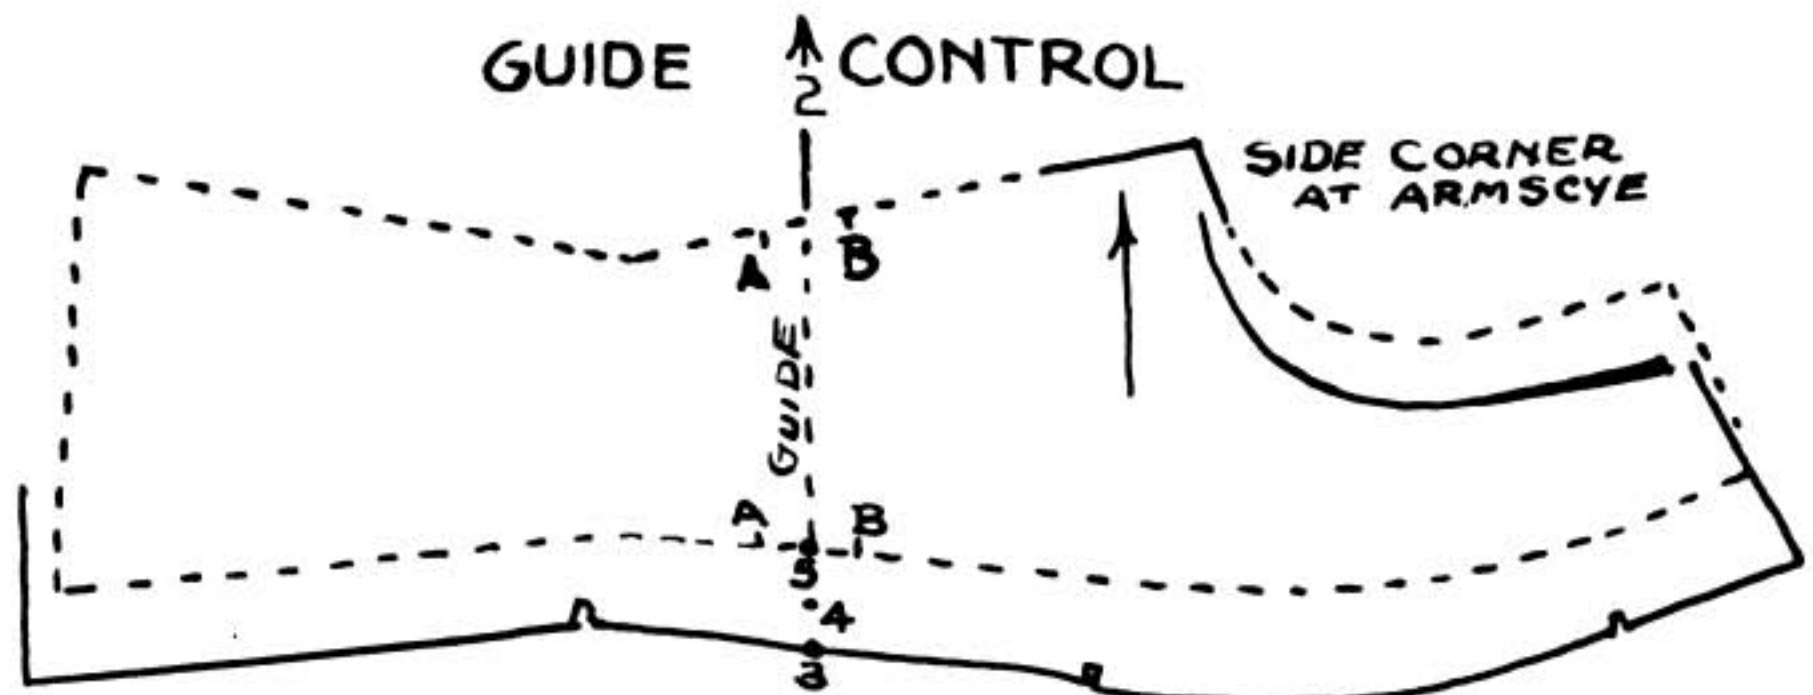 GUIDE 2 CONTROL
SIDE CORNER
AT ARMSCYE
A B
GUIDE
A B
5
4
3